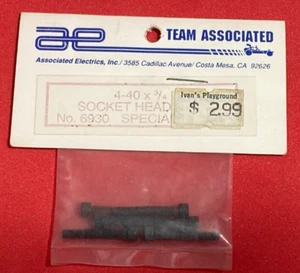 ae TEAM ASSOCIATED
Associated Electrics, Inc./ 3585 Cadillac Avenue/ Costa Mesa, CA 92626
4-40 x 3/4
SOCKET HEAD
No. 6930 SPECIAL
Ivan's Playground
$ 2.99